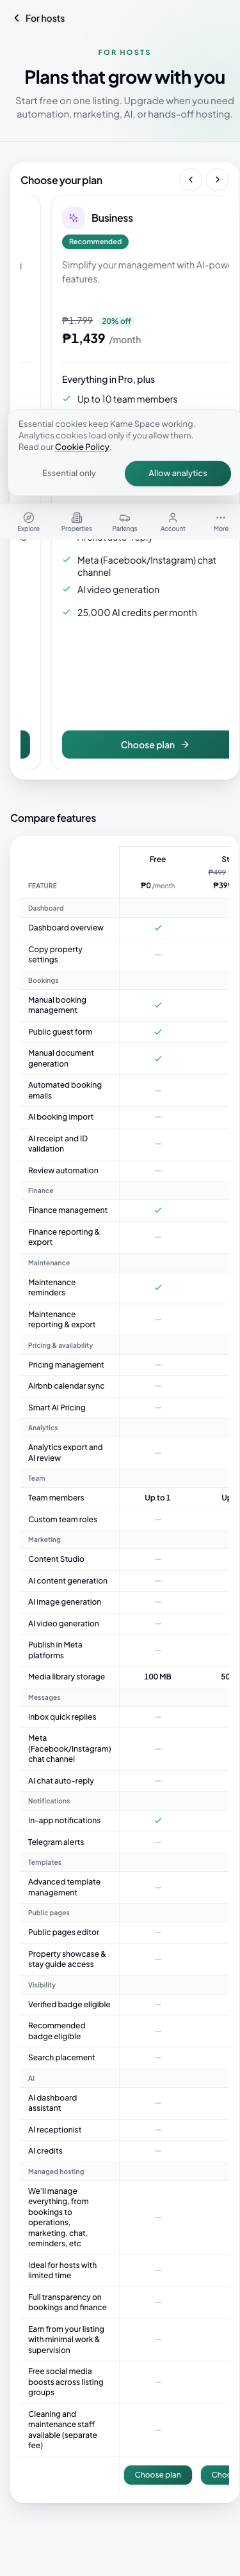 For hosts
FOR HOSTS
Plans that grow with you
Start free on one listing. Upgrade when you need
automation, marketing, AI, or hands-off hosting.
Choose your plan
Business
Recommended
Simplify your management with AI-powe
features.
₱1,799 20% off
₱1,439 /month
Everything in Pro, plus
Up to 10 team members
Essential cookies keep Kame Space working.
Analytics cookies load only if you allow them.
Read our Cookie Policy.
Essential only
Allow analytics
Explore
Properties
Parkings
Account
More
Meta (Facebook/Instagram) chat
channel
AI video generation
25,000 AI credits per month
Choose plan
Compare features
FEATURE
Free
₱0 /month
St
₱499
₱399
Dashboard
Dashboard overview
Copy property
settings
—
Bookings
Manual booking
management
Public guest form
Manual document
generation
Automated booking
emails
—
AI booking import
—
AI receipt and ID
validation
—
Review automation
—
Finance
Finance management
Finance reporting &
export
—
Maintenance
Maintenance
reminders
Maintenance
reporting & export
—
Pricing & availability
Pricing management
—
Airbnb calendar sync
—
Smart AI Pricing
—
Analytics
Analytics export and
AI review
—
Team
Team members
Up to 1
Up
Custom team roles
—
Marketing
Content Studio
—
AI content generation
—
AI image generation
—
AI video generation
—
Publish in Meta
platforms
—
Media library storage
100 MB
50
Messages
Inbox quick replies
—
Meta
(Facebook/Instagram)
chat channel
—
AI chat auto-reply
—
Notifications
In-app notifications
Telegram alerts
—
Templates
Advanced template
management
—
Public pages
Public pages editor
—
Property showcase &
stay guide access
—
Visibility
Verified badge eligible
—
Recommended
badge eligible
—
Search placement
—
AI
AI dashboard
assistant
—
AI receptionist
—
AI credits
—
Managed hosting
We'll manage
everything, from
bookings to
operations,
marketing, chat,
reminders, etc
—
Ideal for hosts with
limited time
—
Full transparency on
bookings and finance
—
Earn from your listing
with minimal work &
supervision
—
Free social media
boosts across listing
groups
—
Cleaning and
maintenance staff
available (separate
fee)
—
Choose plan
Choo